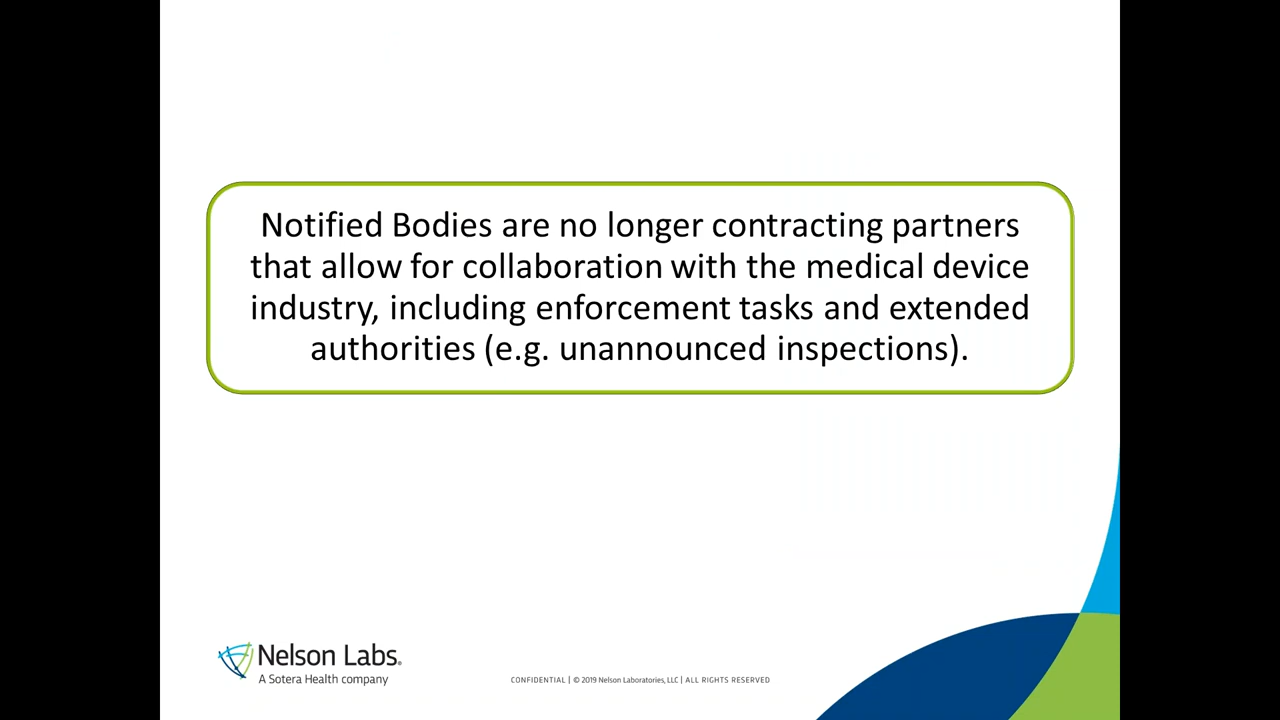 Notified Bodies are no longer contracting partners
that allow for collaboration with the medical device
industry, including enforcement tasks and extended
authorities (e.g. unannounced inspections).
Nelson Labs®
A Sotera Health company
CONFIDENTIAL | © 2019 Nelson Laboratories, LLC | ALL RIGHTS RESERVED